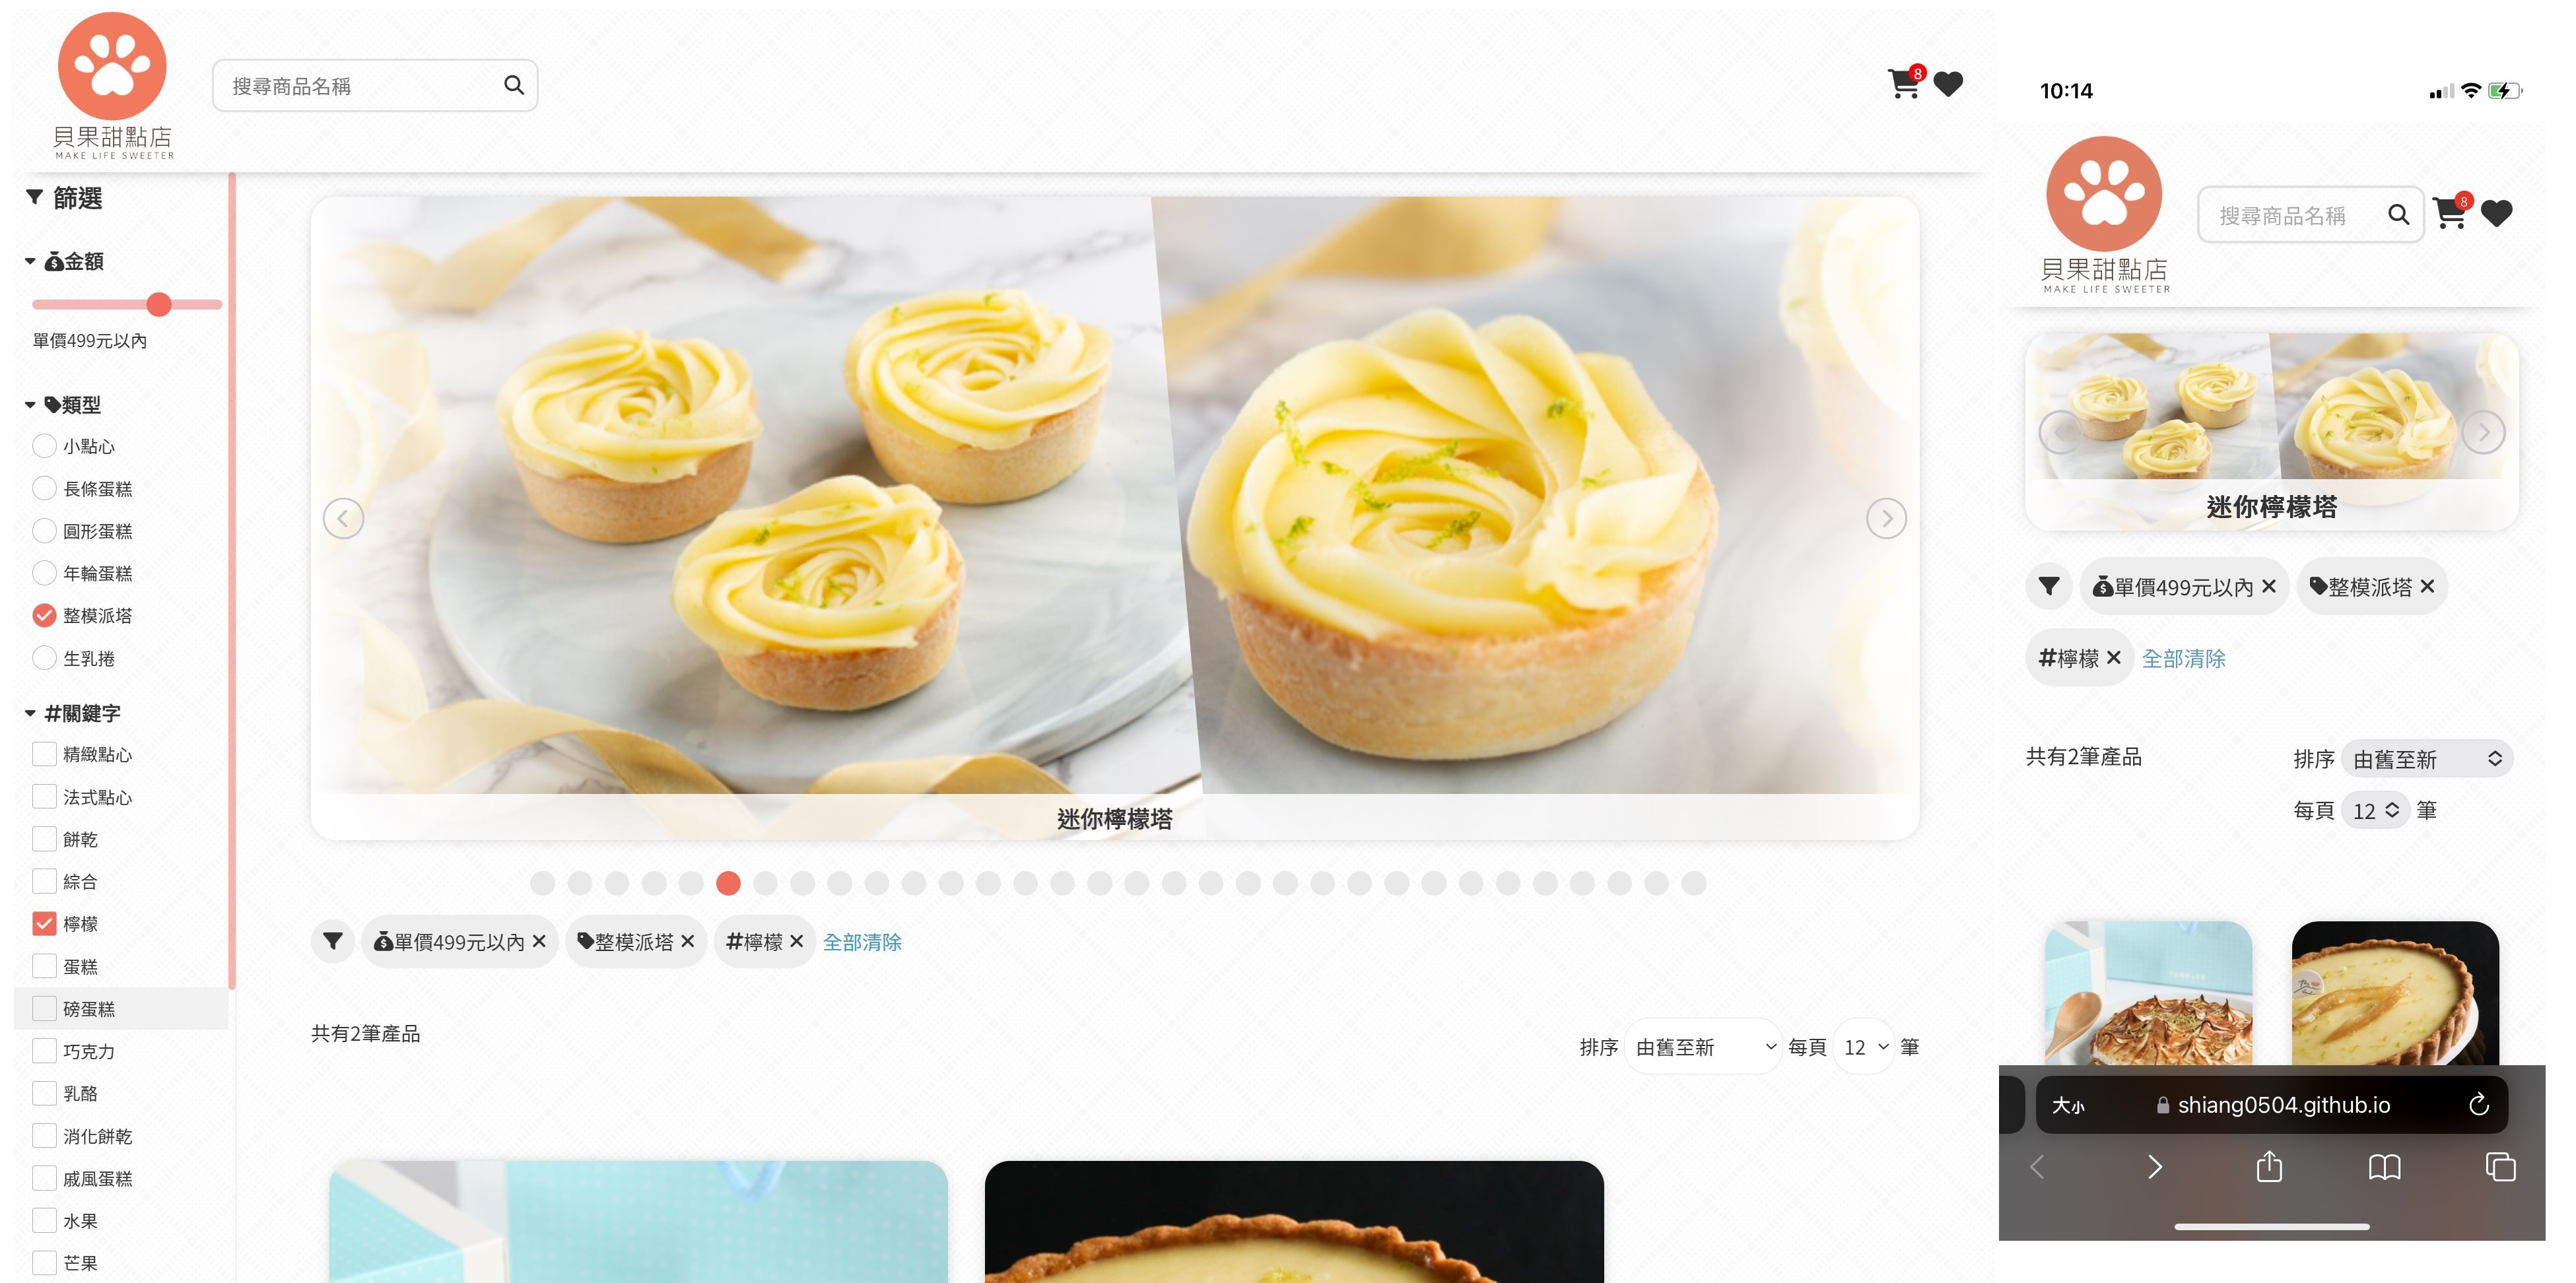 貝果甜點店
MAKE LIFE SWEETER
搜尋商品名稱
8
篩選
金額
單價499元以內
類型
小點心
長條蛋糕
圓形蛋糕
年輪蛋糕
整模派塔
生乳捲
#關鍵字
精緻點心
法式點心
餅乾
綜合
檸檬
蛋糕
磅蛋糕
巧克力
乳酪
消化餅乾
戚風蛋糕
水果
芒果
迷你檸檬塔
單價499元以內 ×
整模派塔 ×
#檸檬 ×
全部清除
共有2筆產品
排序 由舊至新 每頁 12 筆
10:14
貝果甜點店
MAKE LIFE SWEETER
搜尋商品名稱
8
迷你檸檬塔
單價499元以內 ×
整模派塔 ×
#檸檬 ×
全部清除
共有2筆產品
排序 由舊至新
每頁 12 筆
大小
shiang0504.github.io